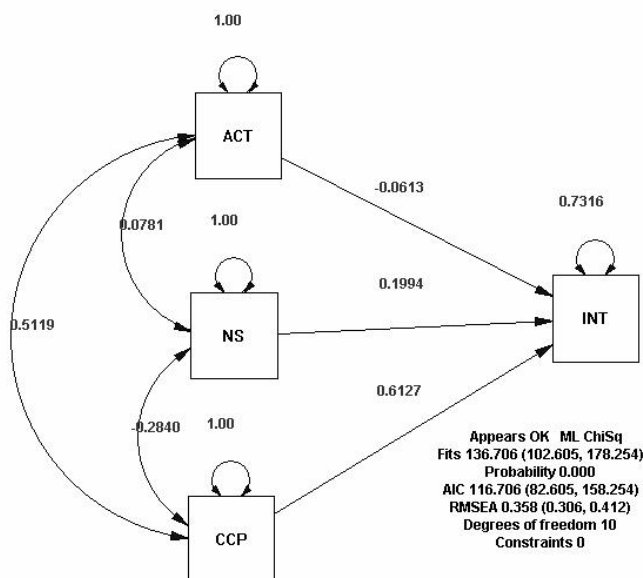 1.00
ACT
-0.0613
0.7316
0.0781
1.00
0.1994
0.5119
NS
INT
0.6127
-0.2840
1.00
Appears OK ML ChiSq
Fits 136.706 (102.605, 178.254)
Probability 0.000
AIC 116.706 (82.605, 158.254)
RMSEA 0.358 (0.306, 0.412)
Degrees of freedom 10
Constraints 0
CCP